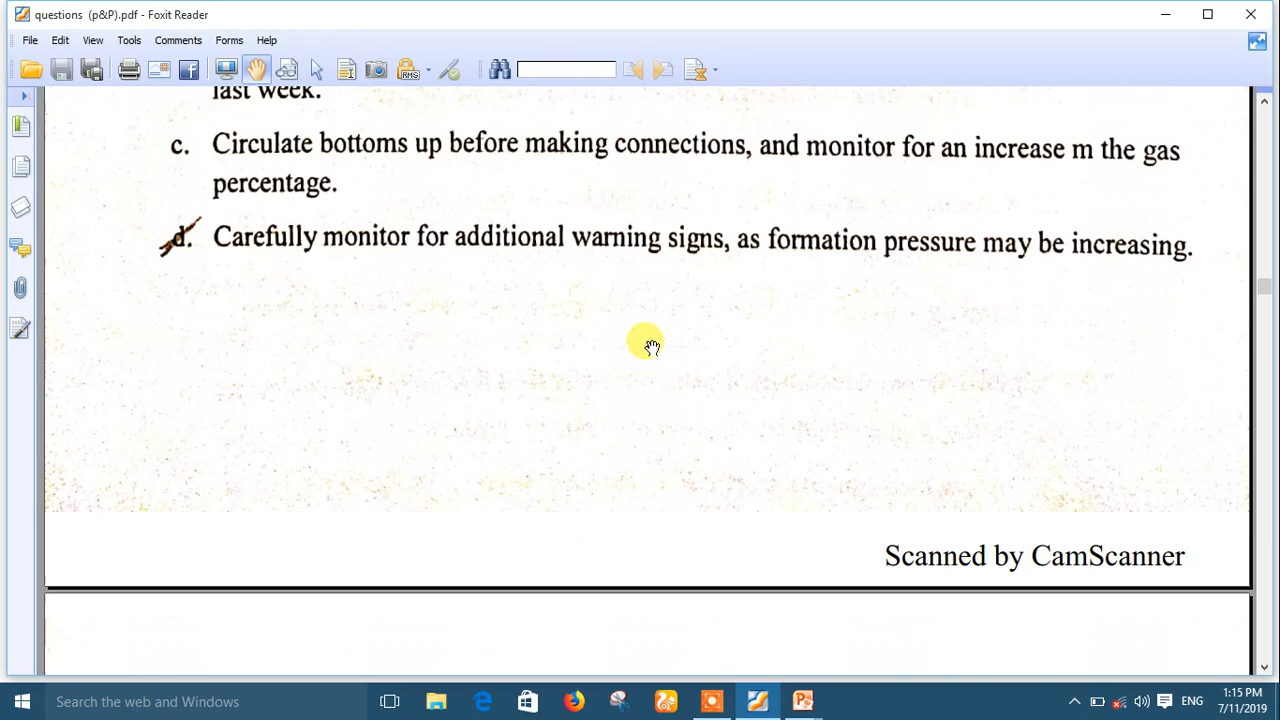 questions (p&P).pdf - Foxit Reader
File Edit View Tools Comments Forms Help
RMS
last week.
c. Circulate bottoms up before making connections, and monitor for an increase m the gas
percentage.
d. Carefully monitor for additional warning signs, as formation pressure may be increasing.
Scanned by CamScanner
Search the web and Windows
ENG
1:15 PM
7/11/2019